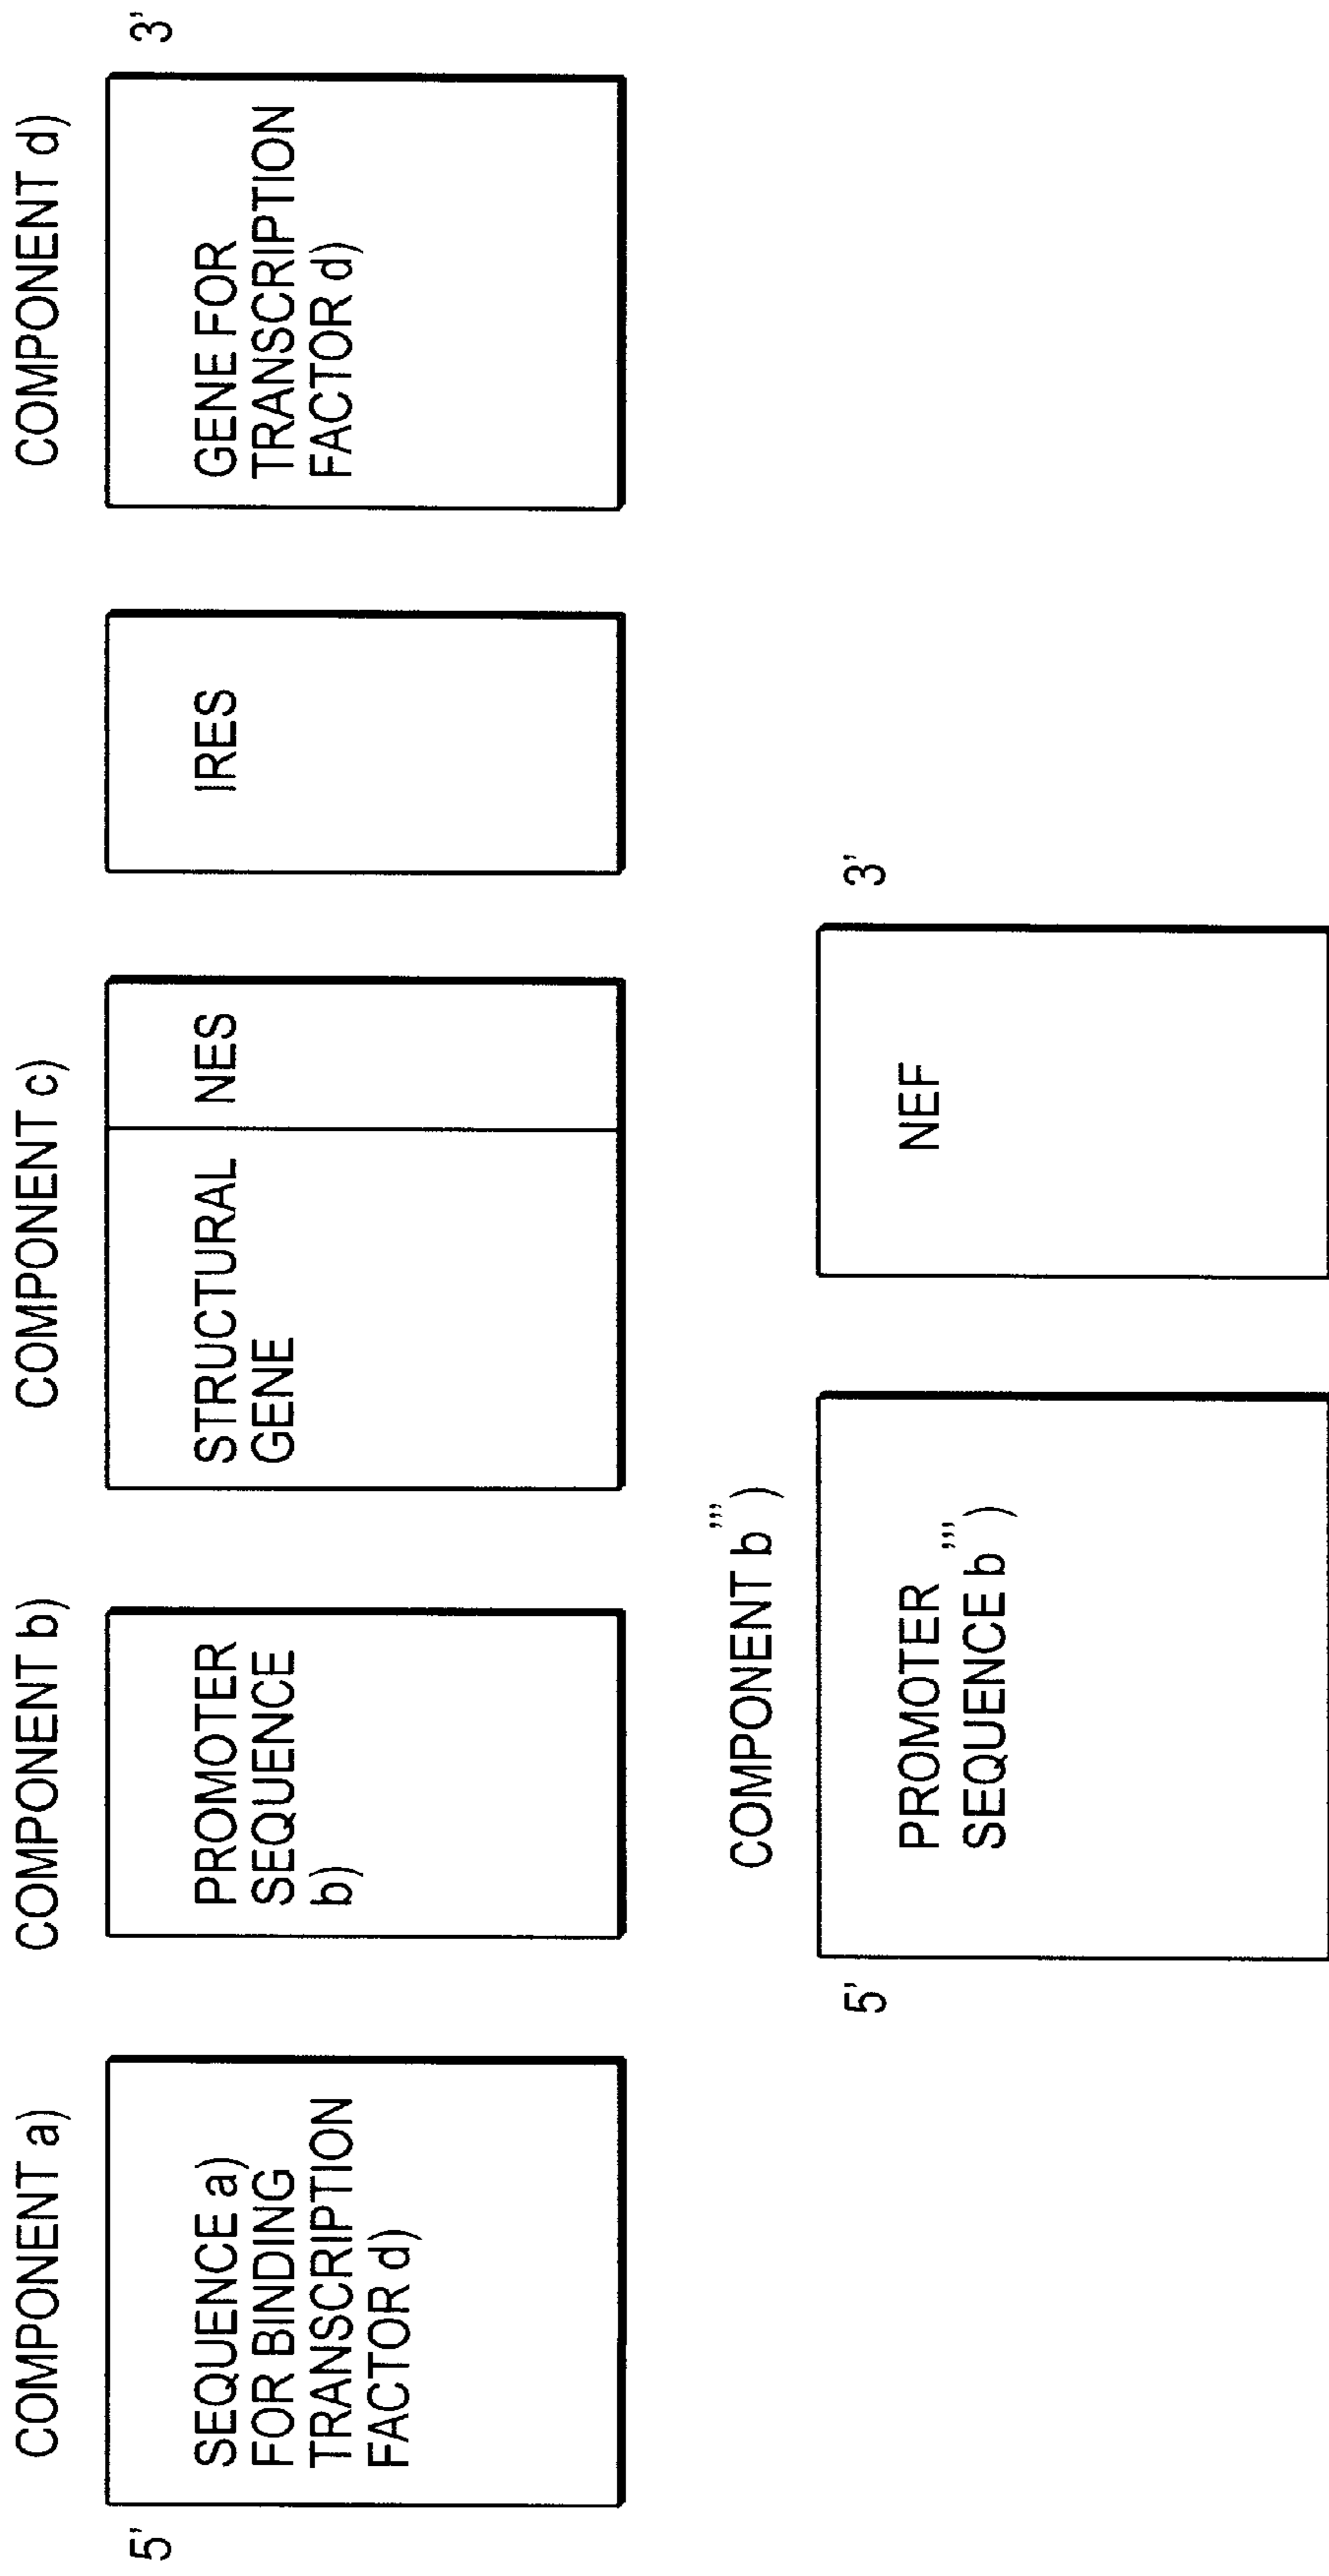 COMPONENT a)
COMPONENT b)
COMPONENT c)
COMPONENT d)
5'
SEQUENCE a)
FOR BINDING
TRANSCRIPTION
FACTOR d)
PROMOTER
SEQUENCE
b)
STRUCTURAL
GENE
NES
IRES
GENE FOR
TRANSCRIPTION
FACTOR d)
3'
COMPONENT b''')
5'
PROMOTER
SEQUENCE b''')
NEF
3'